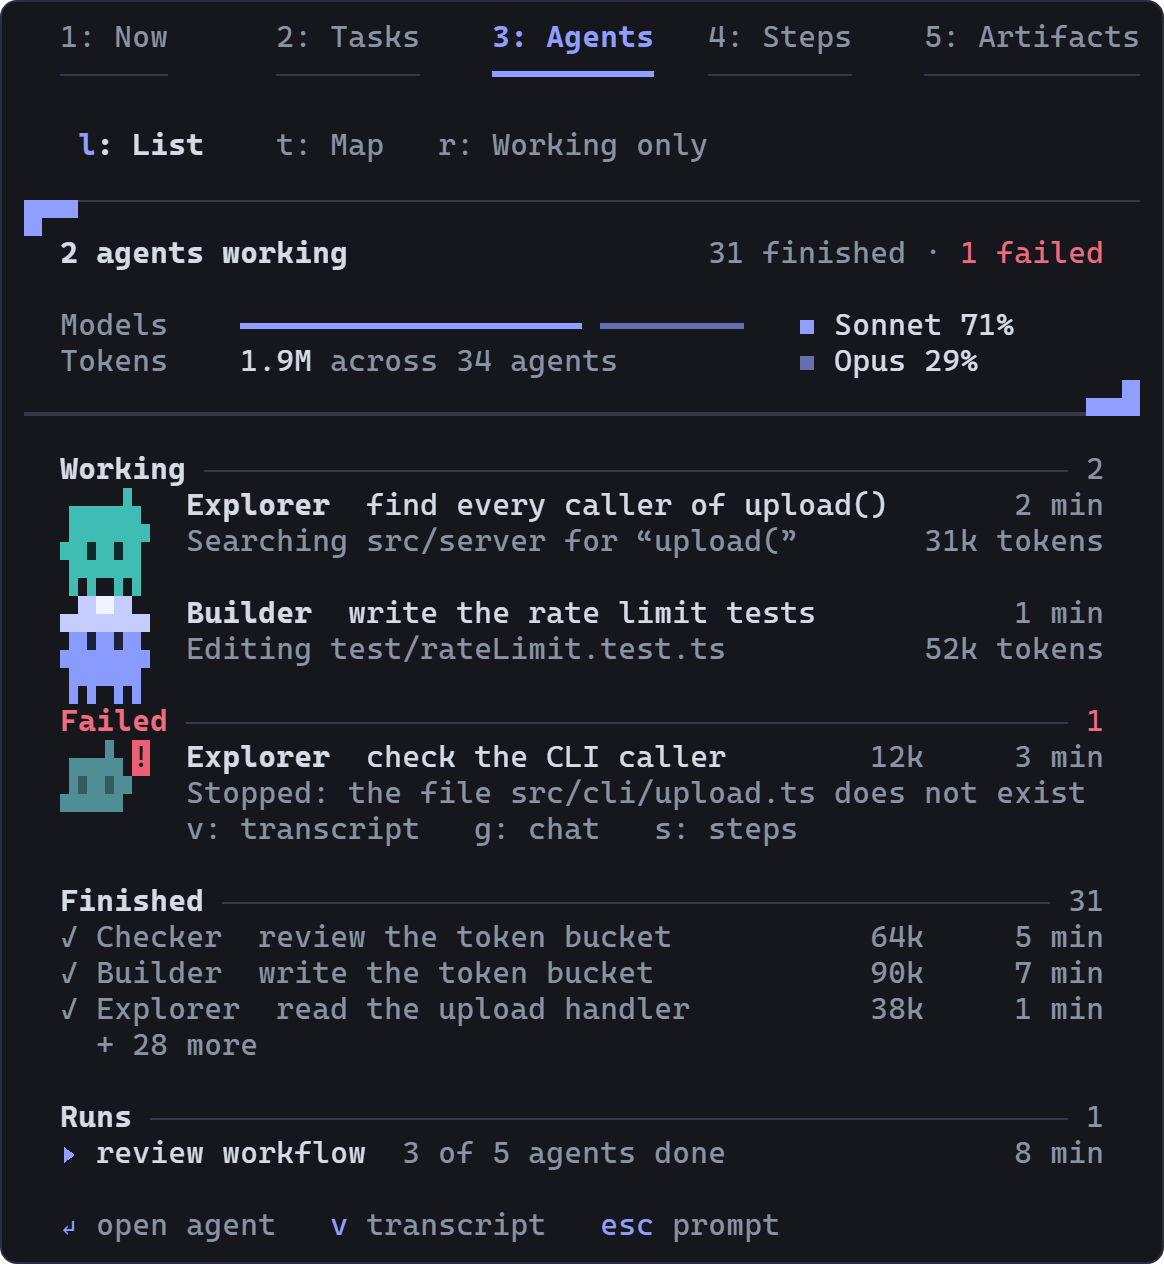 1: Now 2: Tasks 3: Agents 4: Steps 5: Artifacts
l: List t: Map r: Working only
2 agents working 31 finished · 1 failed
Models Sonnet 71%
Tokens 1.9M across 34 agents Opus 29%
Working 2
Explorer find every caller of upload() 2 min
Searching src/server for “upload(” 31k tokens
Builder write the rate limit tests 1 min
Editing test/rateLimit.test.ts 52k tokens
Failed 1
! Explorer check the CLI caller 12k 3 min
Stopped: the file src/cli/upload.ts does not exist
v: transcript g: chat s: steps
Finished 31
✓ Checker review the token bucket 64k 5 min
✓ Builder write the token bucket 90k 7 min
✓ Explorer read the upload handler 38k 1 min
+ 28 more
Runs 1
▸ review workflow 3 of 5 agents done 8 min
↲ open agent v transcript esc prompt